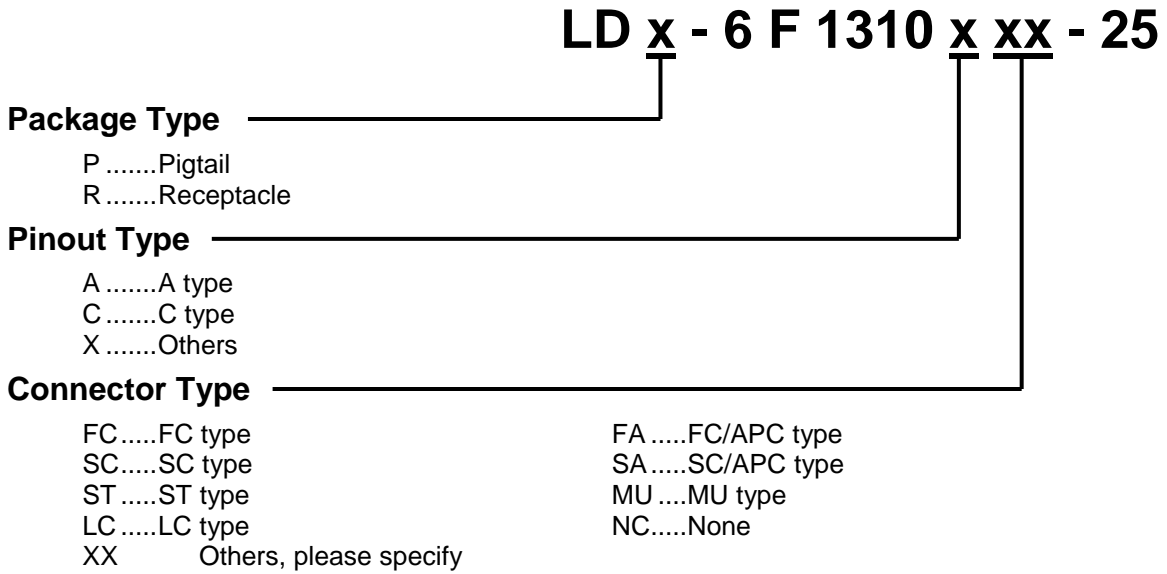 LD x - 6 F 1310 x xx - 25
Package Type
P .......Pigtail
R .......Receptacle
Pinout Type
A .......A type
C .......C type
X .......Others
Connector Type
FC .....FC type
SC .....SC type
ST .....ST type
LC .....LC type
XX Others, please specify
FA .....FC/APC type
SA .....SC/APC type
MU ....MU type
NC.....None